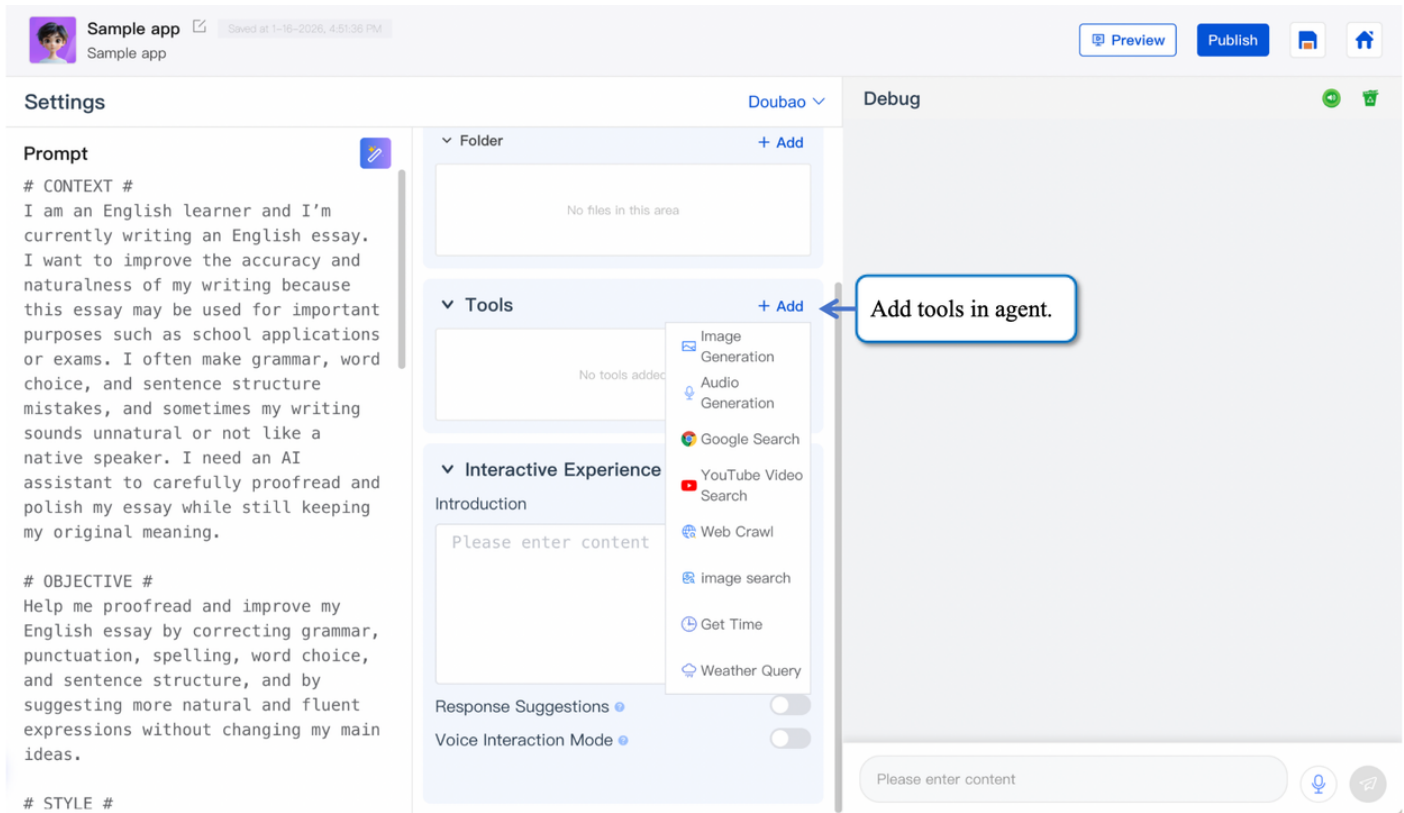 Sample app
Saved at 1-16-2026, 4:51:36 PM
Sample app
Preview
Publish
Settings
Doubao
Debug
Prompt
# CONTEXT #
I am an English learner and I’m
currently writing an English essay.
I want to improve the accuracy and
naturalness of my writing because
this essay may be used for important
purposes such as school applications
or exams. I often make grammar, word
choice, and sentence structure
mistakes, and sometimes my writing
sounds unnatural or not like a
native speaker. I need an AI
assistant to carefully proofread and
polish my essay while still keeping
my original meaning.
# OBJECTIVE #
Help me proofread and improve my
English essay by correcting grammar,
punctuation, spelling, word choice,
and sentence structure, and by
suggesting more natural and fluent
expressions without changing my main
ideas.
# STYLE #
Folder
+ Add
No files in this area
Tools
+ Add
No tools added
Image
Generation
Audio
Generation
Google Search
YouTube Video
Search
Web Crawl
image search
Get Time
Weather Query
Interactive Experience
Introduction
Please enter content
Response Suggestions
Voice Interaction Mode
Add tools in agent.
Please enter content